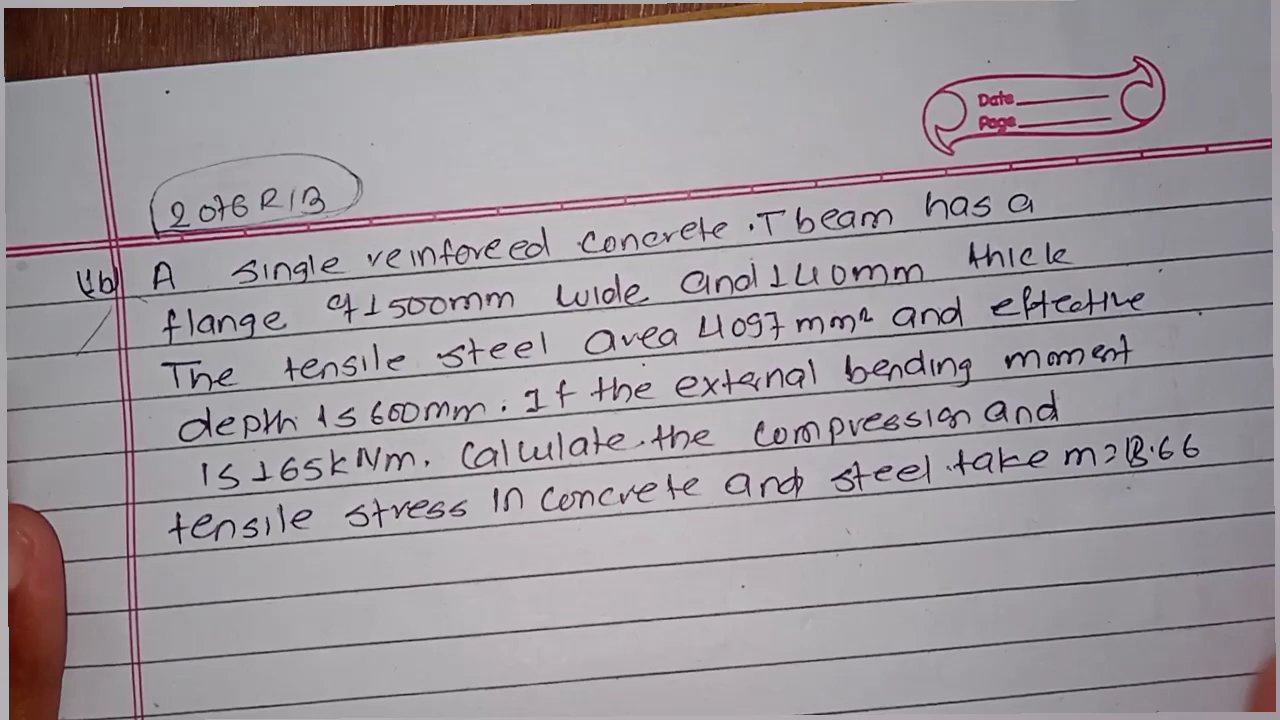 Date
Page
2076 R/B
4b) A single reinforeed concrete.T beam has a
flange of 1500mm wide and 140mm thick
The tensile steel area 4097 mm² and effective
depth is 600mm. If the external bending moment
is 165kNm. Calculate the compression and
tensile stress in concrete and steel.take m=13.66